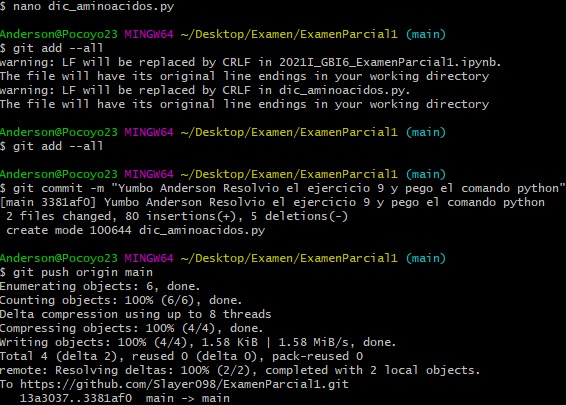 $ nano dic_aminoacidos.py
Anderson@Pocoyo23 MINGW64 ~/Desktop/Examen/ExamenParcial1 (main)
$ git add --all
warning: LF will be replaced by CRLF in 2021I_GBI6_ExamenParcial1.ipynb.
The file will have its original line endings in your working directory
warning: LF will be replaced by CRLF in dic_aminoacidos.py.
The file will have its original line endings in your working directory
Anderson@Pocoyo23 MINGW64 ~/Desktop/Examen/ExamenParcial1 (main)
$ git add --all
Anderson@Pocoyo23 MINGW64 ~/Desktop/Examen/ExamenParcial1 (main)
$ git commit -m "Yumbo Anderson Resolvio el ejercicio 9 y pego el comando python"
[main 3381af0] Yumbo Anderson Resolvio el ejercicio 9 y pego el comando python
2 files changed, 80 insertions(+), 5 deletions(-)
create mode 100644 dic_aminoacidos.py
Anderson@Pocoyo23 MINGW64 ~/Desktop/Examen/ExamenParcial1 (main)
$ git push origin main
Enumerating objects: 6, done.
Counting objects: 100% (6/6), done.
Delta compression using up to 8 threads
Compressing objects: 100% (4/4), done.
Writing objects: 100% (4/4), 1.58 KiB | 1.58 MiB/s, done.
Total 4 (delta 2), reused 0 (delta 0), pack-reused 0
remote: Resolving deltas: 100% (2/2), completed with 2 local objects.
To https://github.com/Slayer098/ExamenParcial1.git
13a3037..3381af0 main -> main